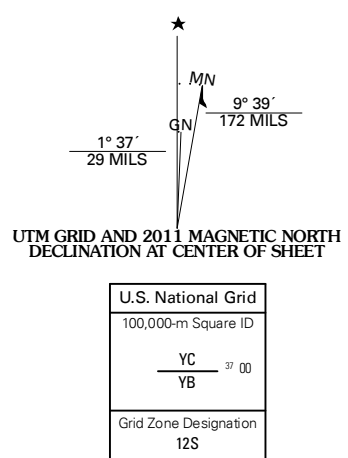 ★
MN
9° 39´
172 MILS
GN
1° 37´
29 MILS
UTM GRID AND 2011 MAGNETIC NORTH
DECLINATION AT CENTER OF SHEET
U.S. National Grid
100,000-m Square ID
YC
37 00
YB
Grid Zone Designation
12S